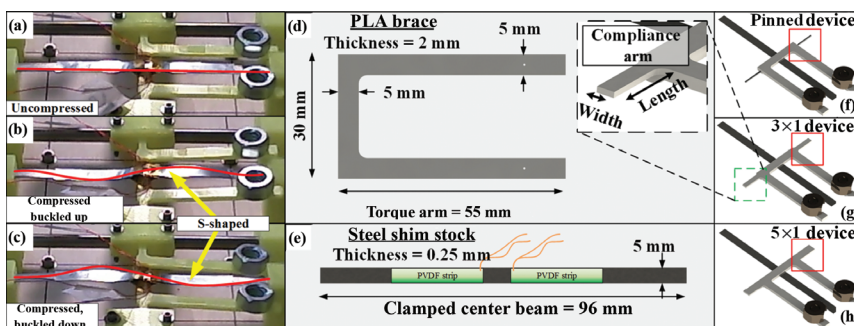 (a)
Uncompressed
(b)
Compressed
buckled up
S-shaped
(c)
Compressed,
buckled down
(d)
PLA brace
Thickness = 2 mm
5 mm
5 mm
30 mm
Torque arm = 55 mm
Compliance
arm
Width
Length
(e)
Steel shim stock
Thickness = 0.25 mm
5 mm
PVDF strip
PVDF strip
Clamped center beam = 96 mm
Pinned device
(f)
3×1 device
(g)
5×1 device
(h)